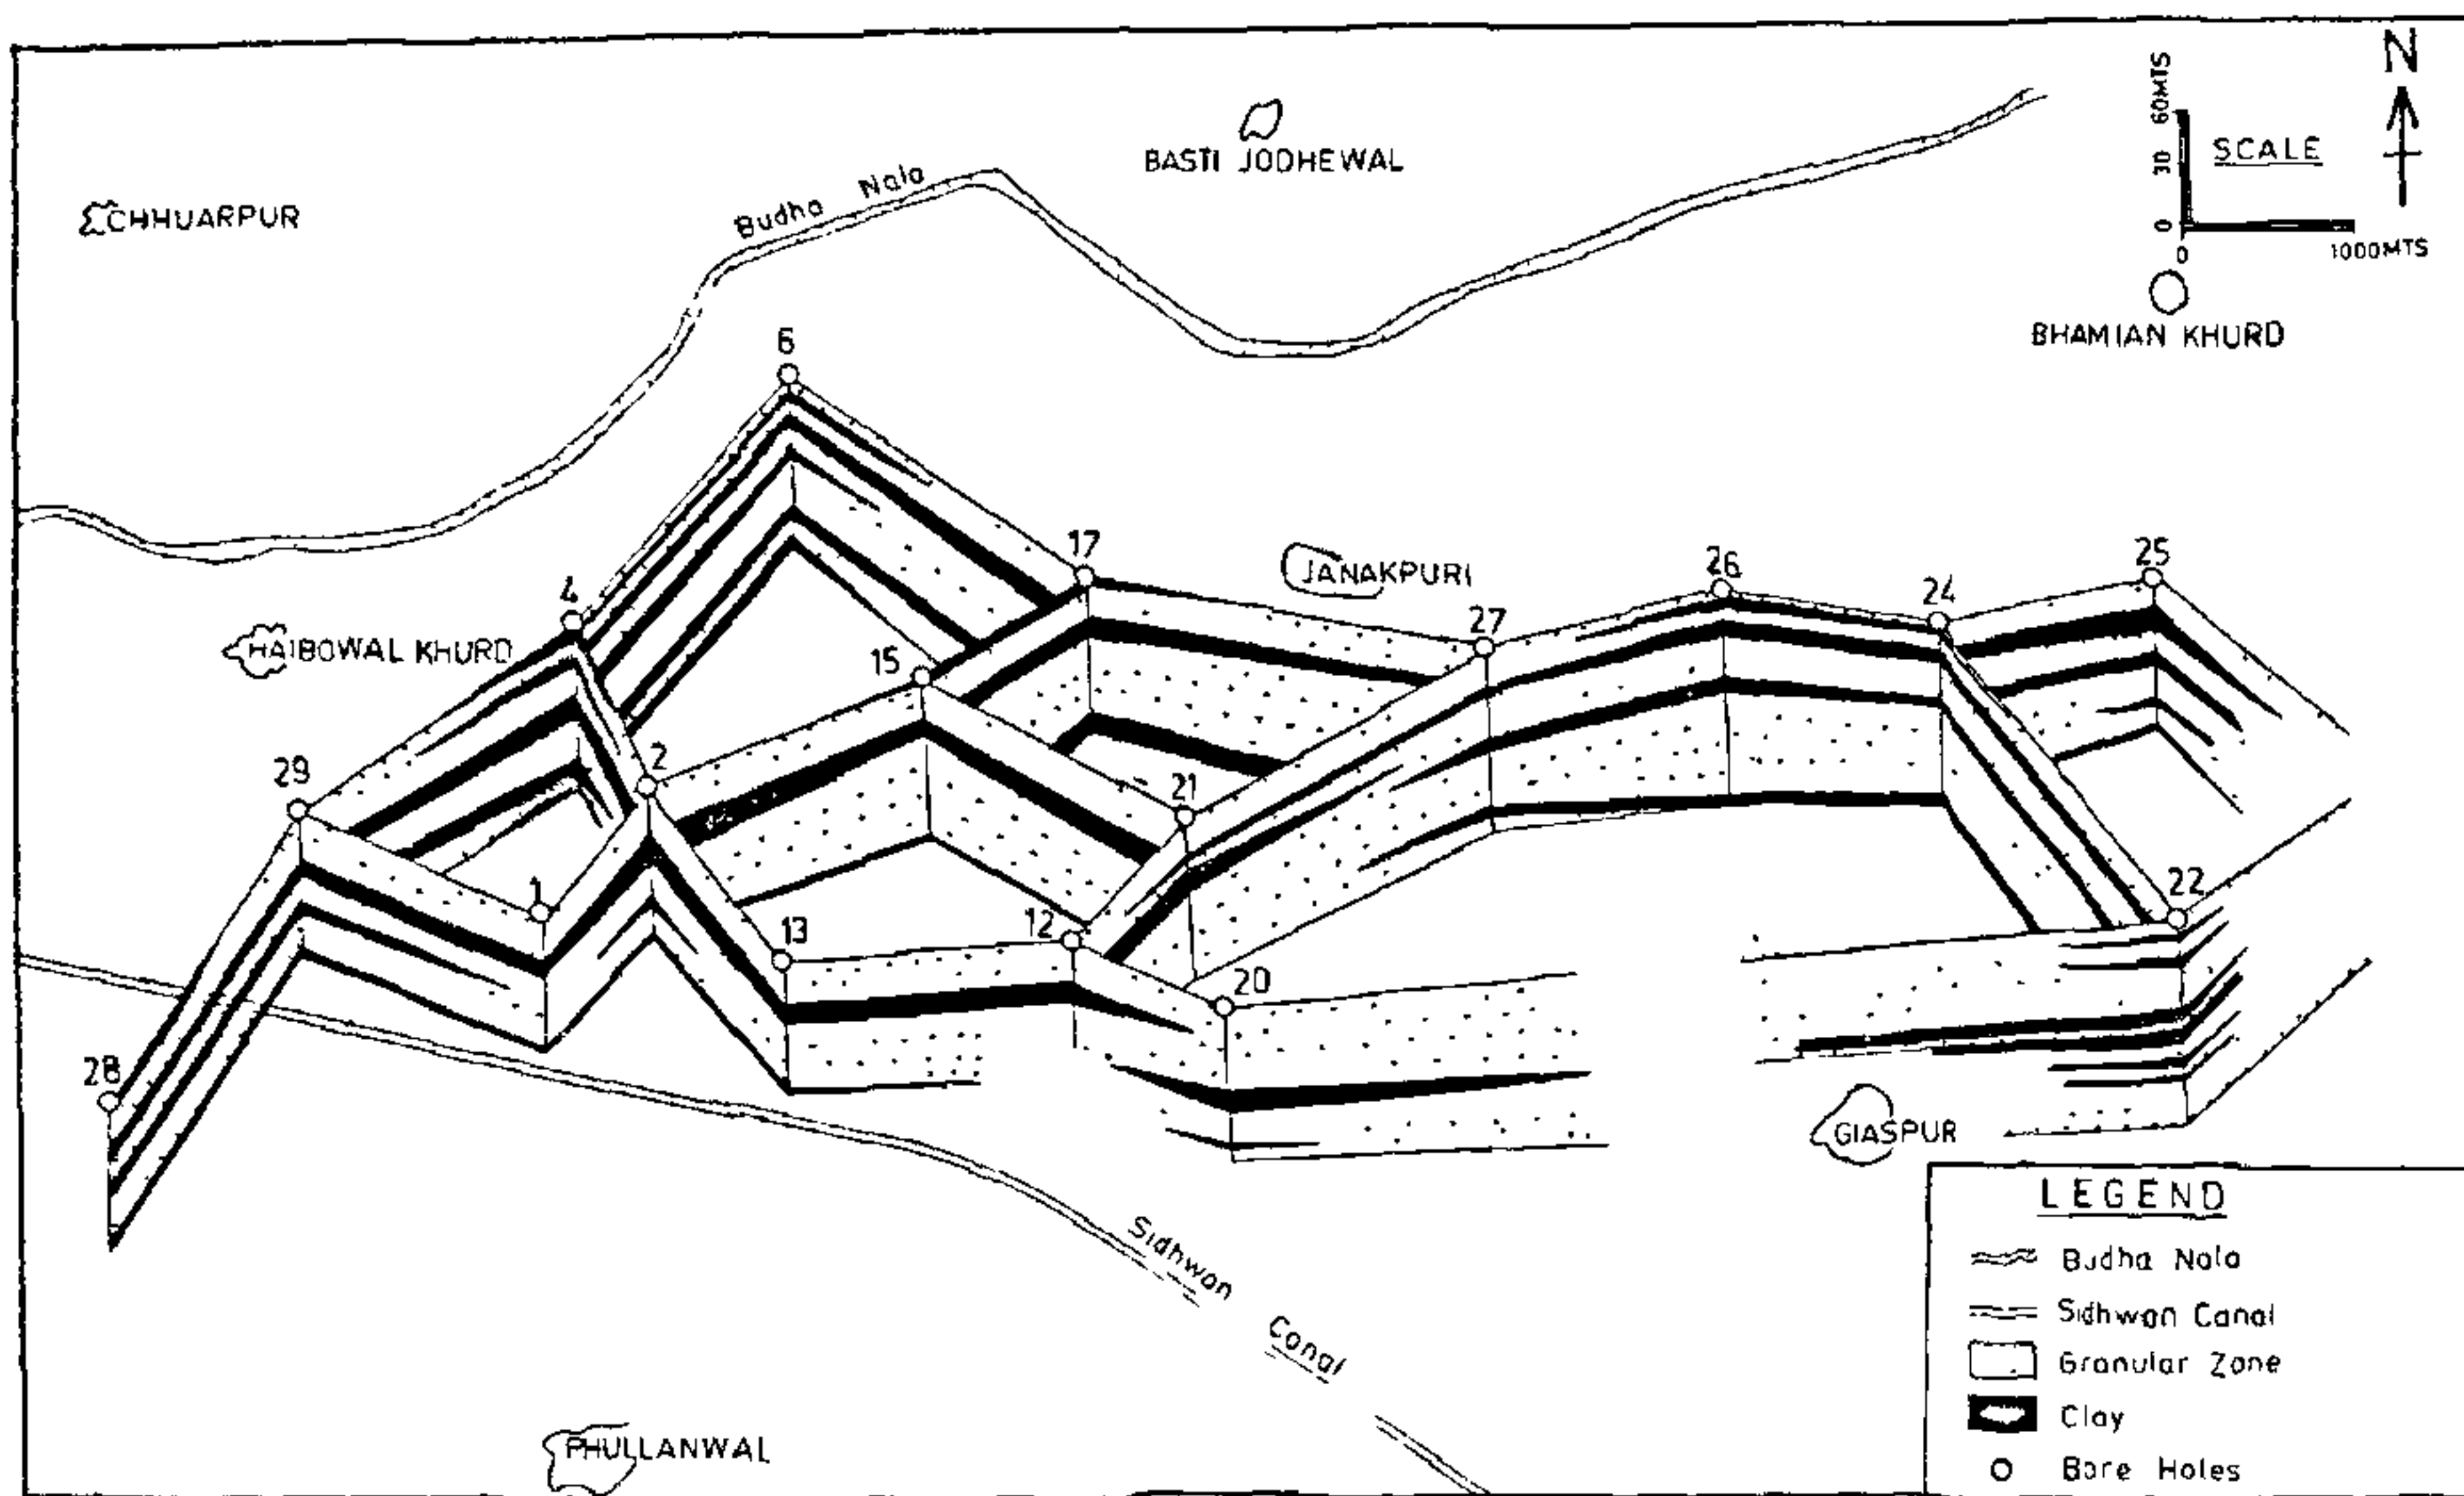 N
60MTS
30
0
SCALE
0
1000MTS
BASTI JODHEWAL
CHHUARPUR
Budha Nala
BHAMIAN KHURD
6
17
JANAKPURI
26
25
4
24
27
HAIBOWAL KHURD
15
2
29
21
22
1
13
12
20
28
GIASPUR
Sidhwan Canal
PHULLANWAL
LEGEND
Budha Nala
Sidhwan Canal
Granular Zone
Clay
Bore Holes